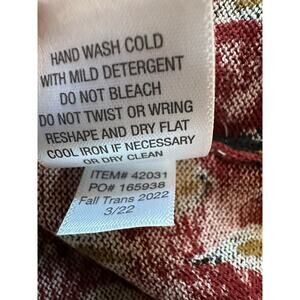 HAND WASH COLD
WITH MILD DETERGENT
DO NOT BLEACH
DO NOT TWIST OR WRING
RESHAPE AND DRY FLAT
COOL IRON IF NECESSARY
OR DRY CLEAN
ITEM# 42031
PO# 165938
Fall Trans 2022
3/22